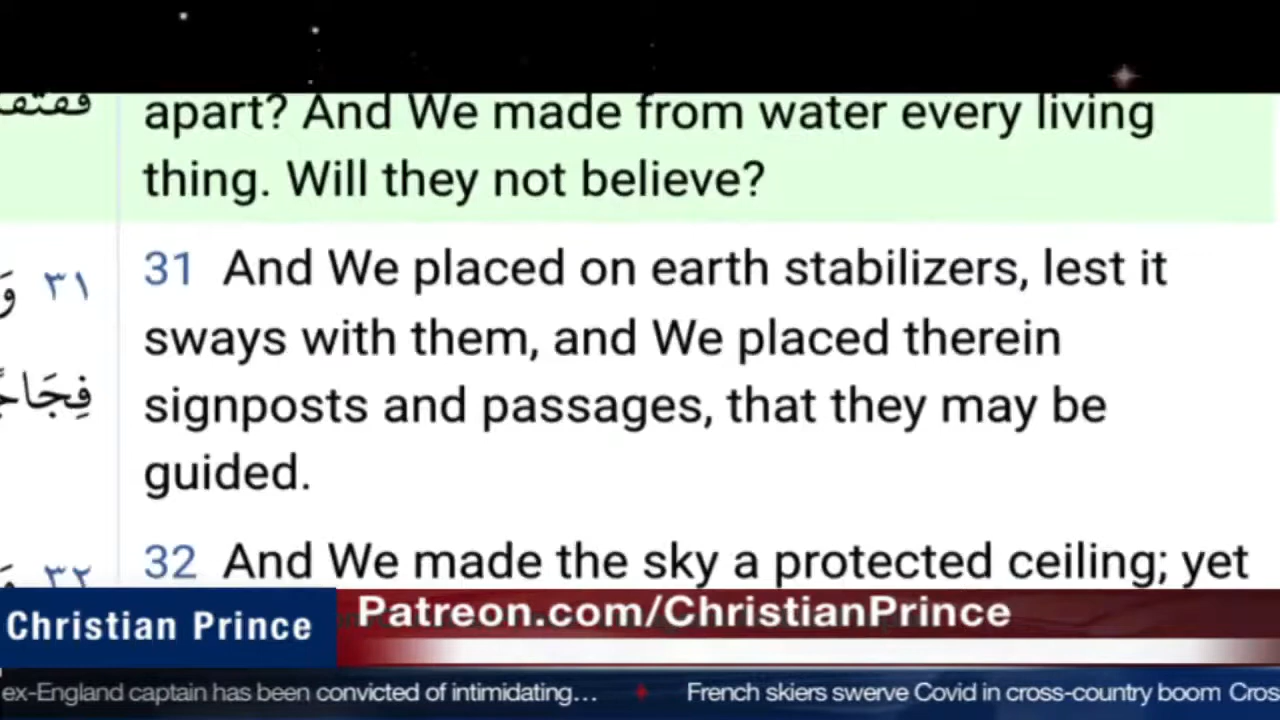 apart? And We made from water every living
thing. Will they not believe?
٣١
31 And We placed on earth stabilizers, lest it
sways with them, and We placed therein
signposts and passages, that they may be
guided.
٣٢
32 And We made the sky a protected ceiling; yet
Christian Prince
Patreon.com/ChristianPrince
ex-England captain has been convicted of intimidating... French skiers swerve Covid in cross-country boom Cros